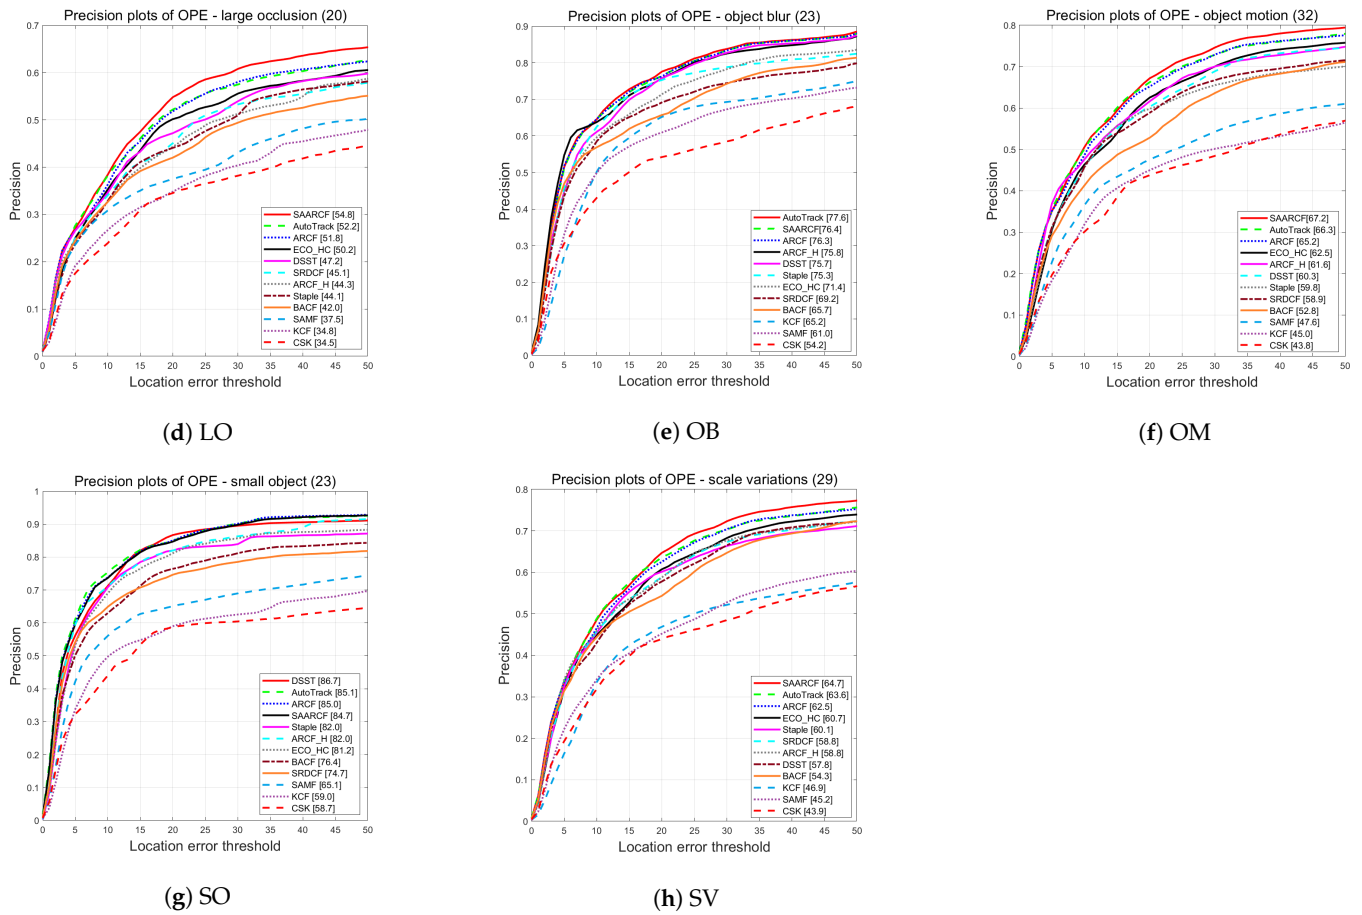 Precision plots of OPE - large occlusion (20)
0.7
0.6
0.5
0.4
0.3
0.2
0.1
0
Precision
SAARCF [54.8]
AutoTrack [52.2]
ARCF [51.8]
ECO_HC [50.2]
DSST [47.2]
SRDCF [45.1]
ARCF_H [44.3]
Staple [44.1]
BACF [42.0]
SAMF [37.5]
KCF [34.8]
CSK [34.5]
0 5 10 15 20 25 30 35 40 45 50
Location error threshold
(d) LO
Precision plots of OPE - object blur (23)
0.9
0.8
0.7
0.6
0.5
0.4
0.3
0.2
0.1
0
Precision
AutoTrack [77.6]
SAARCF[76.4]
ARCF [76.3]
ARCF_H [75.8]
DSST [75.7]
Staple [75.3]
ECO_HC [71.4]
SRDCF [69.2]
BACF [65.7]
KCF [65.2]
SAMF [61.0]
CSK [54.2]
0 5 10 15 20 25 30 35 40 45 50
Location error threshold
(e) OB
Precision plots of OPE - object motion (32)
0.8
0.7
0.6
0.5
0.4
0.3
0.2
0.1
0
Precision
SAARCF[67.2]
AutoTrack [66.3]
ARCF [65.2]
ECO_HC [62.5]
ARCF_H [61.6]
DSST [60.3]
Staple [59.8]
SRDCF [58.9]
BACF [52.8]
SAMF [47.6]
KCF [45.0]
CSK [43.8]
0 5 10 15 20 25 30 35 40 45 50
Location error threshold
(f) OM
Precision plots of OPE - small object (23)
1
0.9
0.8
0.7
0.6
0.5
0.4
0.3
0.2
0.1
0
Precision
DSST [86.7]
AutoTrack [85.1]
ARCF [85.0]
SAARCF [84.7]
Staple [82.0]
ARCF_H [82.0]
ECO_HC [81.2]
BACF [76.4]
SRDCF [74.7]
SAMF [65.1]
KCF [59.0]
CSK [58.7]
0 5 10 15 20 25 30 35 40 45 50
Location error threshold
(g) SO
Precision plots of OPE - scale variations (29)
0.8
0.7
0.6
0.5
0.4
0.3
0.2
0.1
0
Precision
SAARCF [64.7]
AutoTrack [63.6]
ARCF [62.5]
ECO_HC [60.7]
Staple [60.1]
SRDCF [58.8]
ARCF_H [58.8]
DSST [57.8]
BACF [54.3]
KCF [46.9]
SAMF [45.2]
CSK [43.9]
0 5 10 15 20 25 30 35 40 45 50
Location error threshold
(h) SV